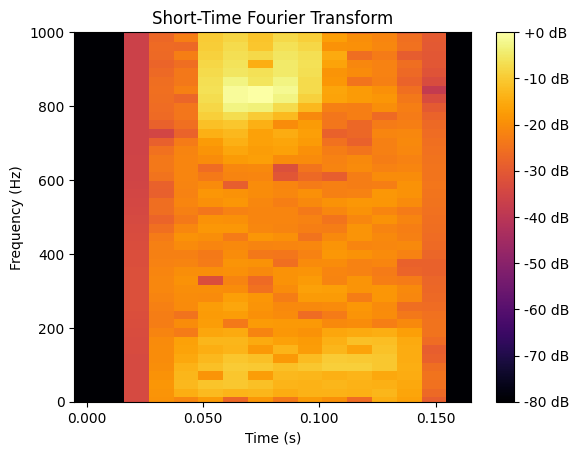 Short-Time Fourier Transform
1000
800
600
400
200
0
Frequency (Hz)
0.000
0.050
0.100
0.150
Time (s)
+0 dB
-10 dB
-20 dB
-30 dB
-40 dB
-50 dB
-60 dB
-70 dB
-80 dB